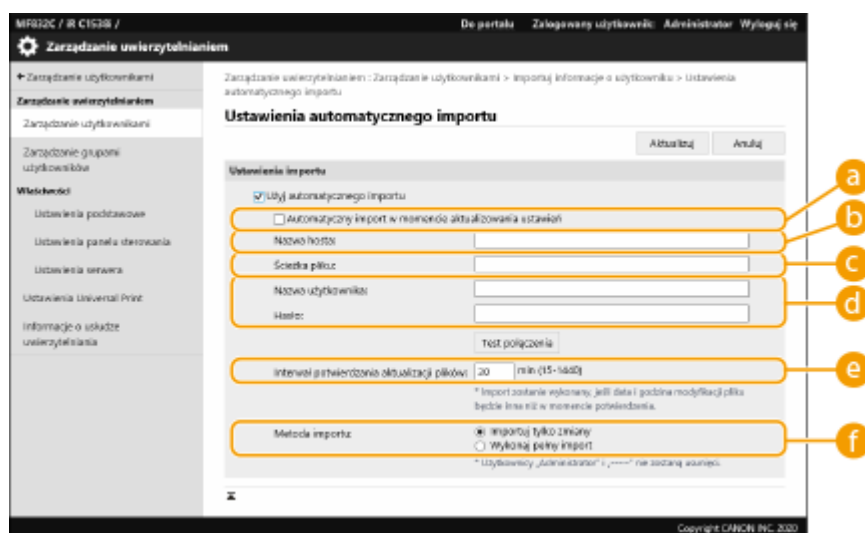 MF832C / iR C1538i /
Do portalu Zalogowany użytkownik: Administrator Wyloguj się
Zarządzanie uwierzytelnianiem
Zarządzanie użytkownikami
Zarządzanie uwierzytelnianiem
Zarządzanie użytkownikami
Zarządzanie grupami
użytkowników
Właściwości
Ustawienia podstawowe
Ustawienia panelu sterowania
Ustawienia serwera
Ustawienia Universal Print
Informacje o usłudze
uwierzytelniania
Zarządzanie uwierzytelnianiem : Zarządzanie użytkownikami > Importuj informacje o użytkowniku > Ustawienia
automatycznego importu
Ustawienia automatycznego importu
Aktualizuj Anuluj
Ustawienia importu
Użyj automatycznego importu
Automatyczny import w momencie aktualizowania ustawień
a
Nazwa hosta:
b
Ścieżka pliku:
c
Nazwa użytkownika:
Hasło:
d
Test połączenia
Interwał potwierdzania aktualizacji plików: 20 min (15-1440)
e
* Import zostanie wykonany, jeśli data i godzina modyfikacji pliku
będzie inna niż w momencie potwierdzania.
Metoda importu: Importuj tylko zmiany
Wykonaj pełny import
f
* Użytkownicy „Administrator" i „-----" nie zostaną usunięci.
Copyright CANON INC. 2020